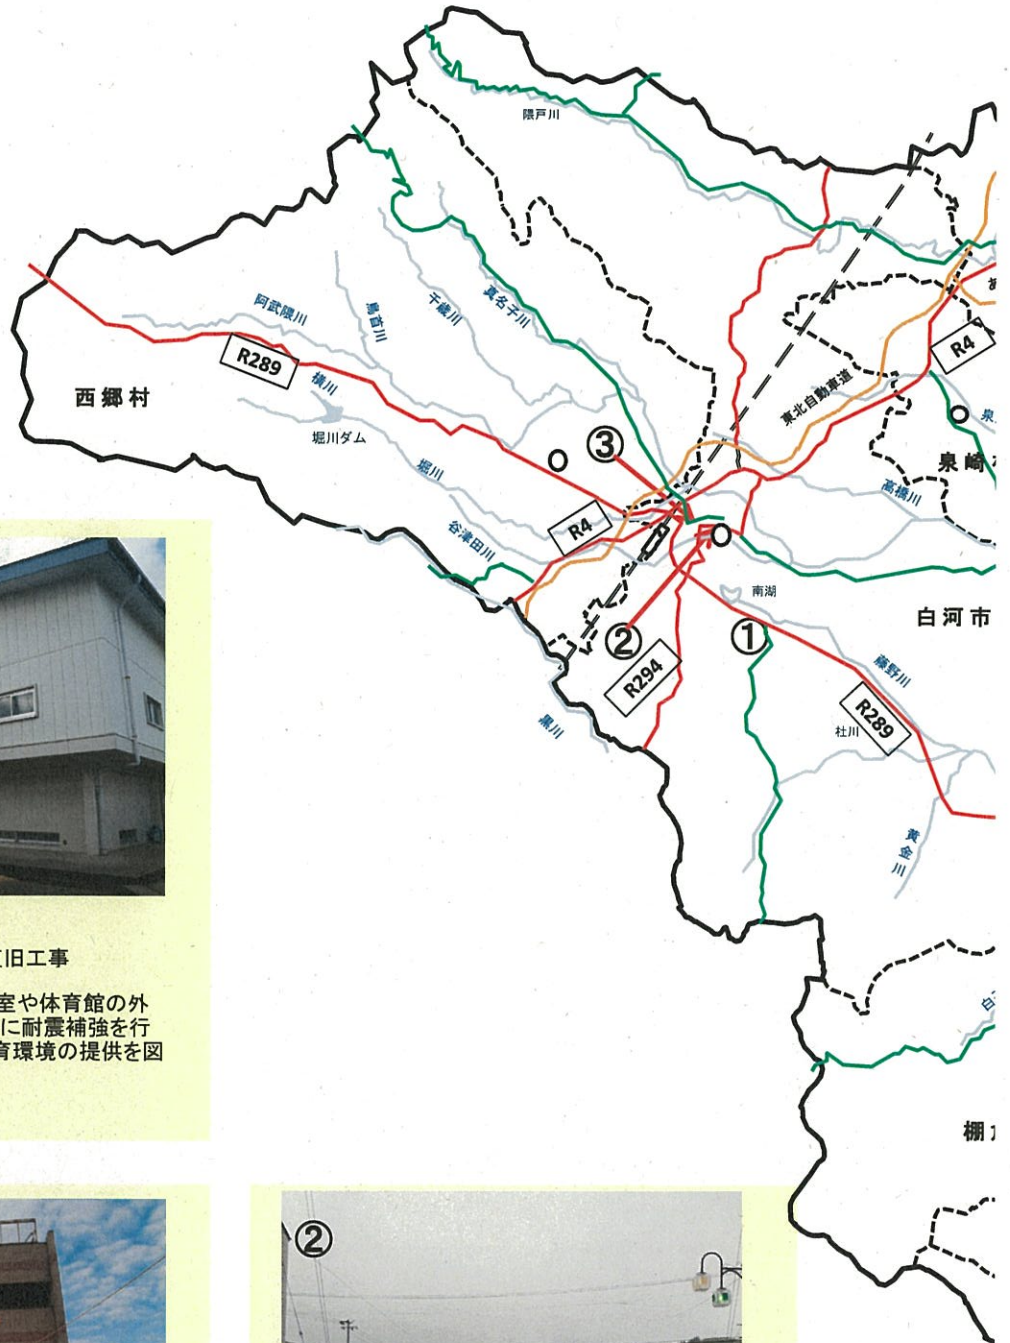 隈戸川
阿武隈川
鳥首川
千歳川
真名子川
R289
横川
西郷村
堀川ダム
堀川
谷津田川
③
R4
東北自動車道
R4
あ
泉
泉崎
高橋川
南湖
白河市
②
①
R294
藤野川
R289
社川
黒川
黄金川
棚
旧工事
室や体育館の外
に耐震補強を行
育環境の提供を図
②